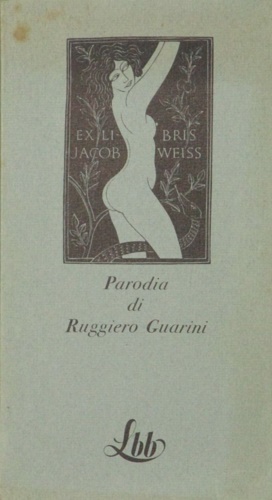 EX LI- BRIS
JACOB WEISS
Parodia
di
Ruggiero Guarini
Lbb